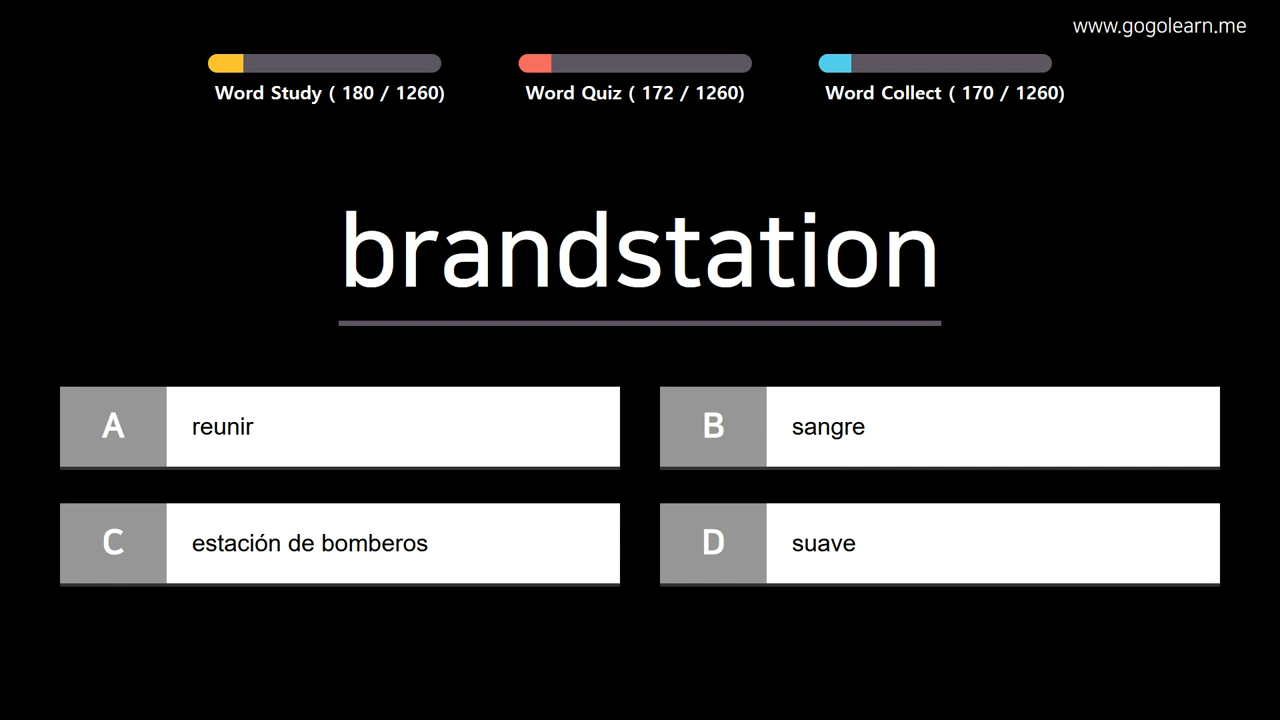 www.gogolearn.me
Word Study ( 180 / 1260)
Word Quiz ( 172 / 1260)
Word Collect ( 170 / 1260)
brandstation
A reunir
B sangre
C estación de bomberos
D suave